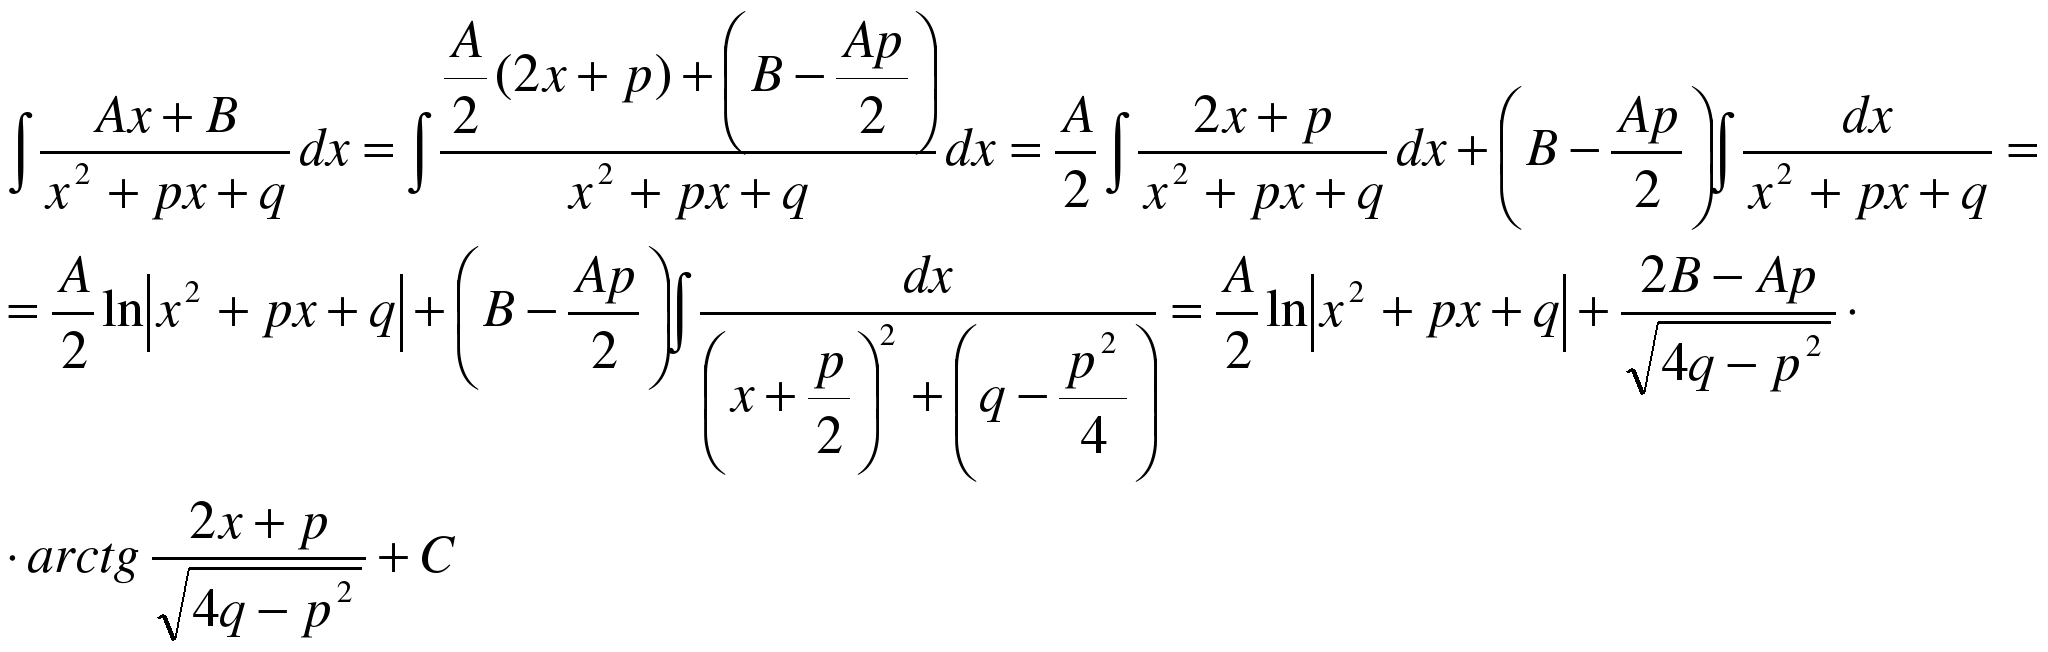 ∫ (Ax + B)/(x² + px + q) dx = ∫ (A/2 (2x + p) + (B − Ap/2))/(x² + px + q) dx = A/2 ∫ (2x + p)/(x² + px + q) dx + (B − Ap/2) ∫ dx/(x² + px + q) =
= A/2 ln|x² + px + q| + (B − Ap/2) ∫ dx/((x + p/2)² + (q − p²/4)) = A/2 ln|x² + px + q| + (2B − Ap)/√(4q − p²) ·
· arctg (2x + p)/√(4q − p²) + C